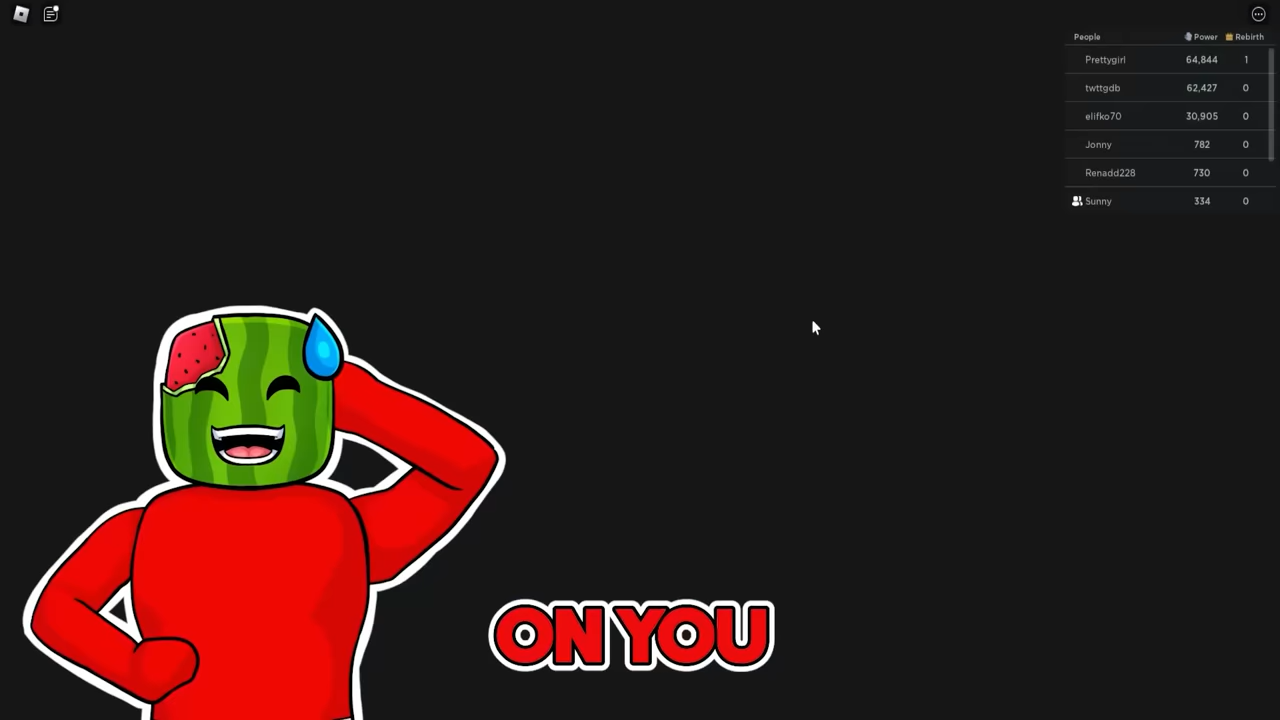 People Power Rebirth
Prettygirl 64,844 1
twttgdb 62,427 0
elifko70 30,905 0
Jonny 782 0
Renadd228 730 0
Sunny 334 0
ON YOU